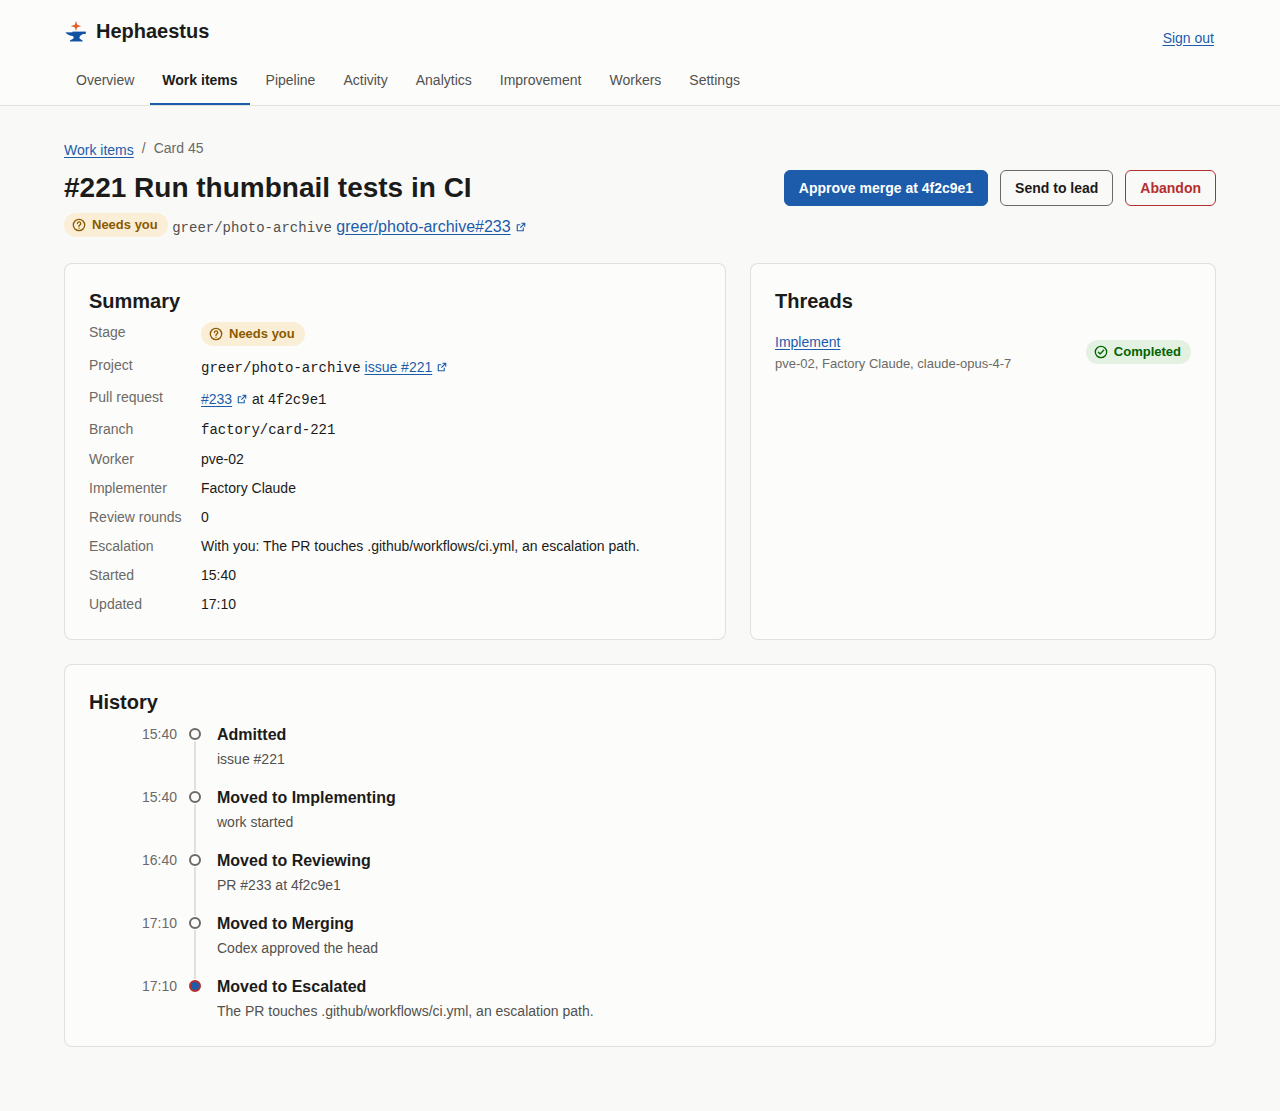 Hephaestus
Sign out
Overview Work items Pipeline Activity Analytics Improvement Workers Settings
Work items / Card 45
#221 Run thumbnail tests in CI
Approve merge at 4f2c9e1 Send to lead Abandon
Needs you greer/photo-archive greer/photo-archive#233
Summary
Stage Needs you
Project greer/photo-archive issue #221
Pull request #233 at 4f2c9e1
Branch factory/card-221
Worker pve-02
Implementer Factory Claude
Review rounds 0
Escalation With you: The PR touches .github/workflows/ci.yml, an escalation path.
Started 15:40
Updated 17:10
Threads
Implement
pve-02, Factory Claude, claude-opus-4-7
Completed
History
15:40 Admitted
issue #221
15:40 Moved to Implementing
work started
16:40 Moved to Reviewing
PR #233 at 4f2c9e1
17:10 Moved to Merging
Codex approved the head
17:10 Moved to Escalated
The PR touches .github/workflows/ci.yml, an escalation path.